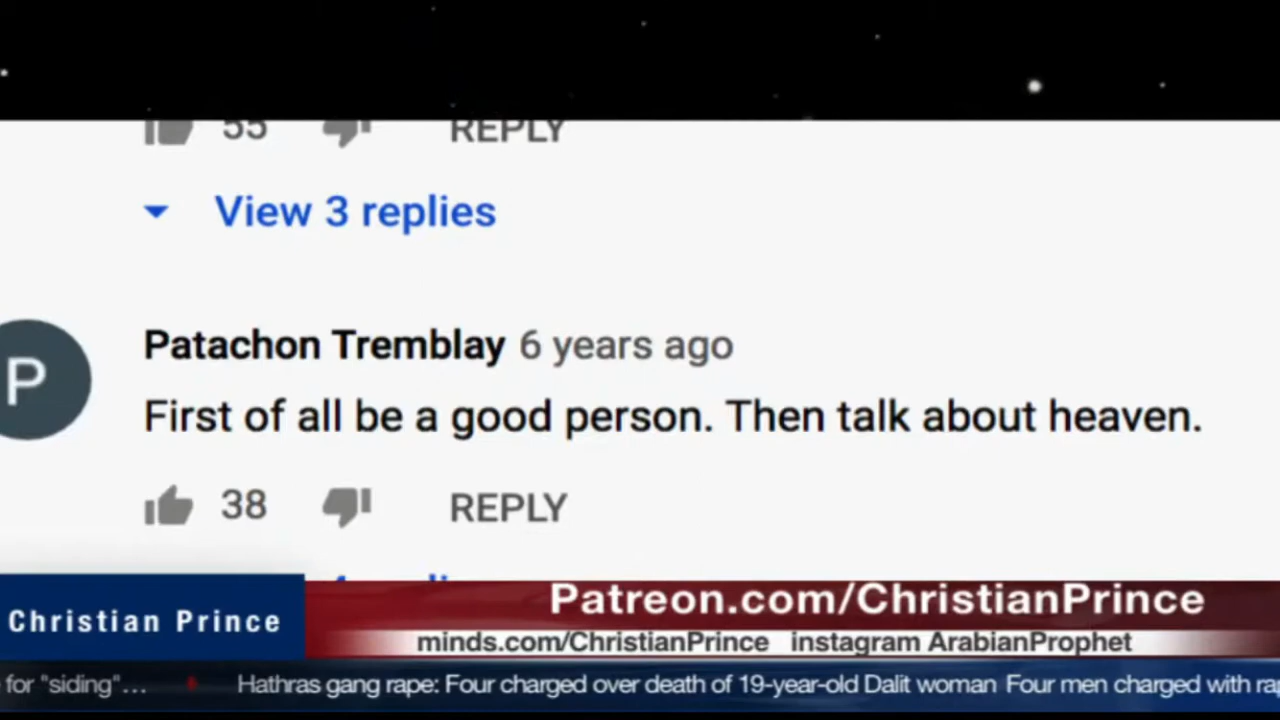 55 REPLY
View 3 replies
P
Patachon Tremblay 6 years ago
First of all be a good person. Then talk about heaven.
38 REPLY
Christian Prince
Patreon.com/ChristianPrince
minds.com/ChristianPrince instagram ArabianProphet
for "siding"... Hathras gang rape: Four charged over death of 19-year-old Dalit woman Four men charged with